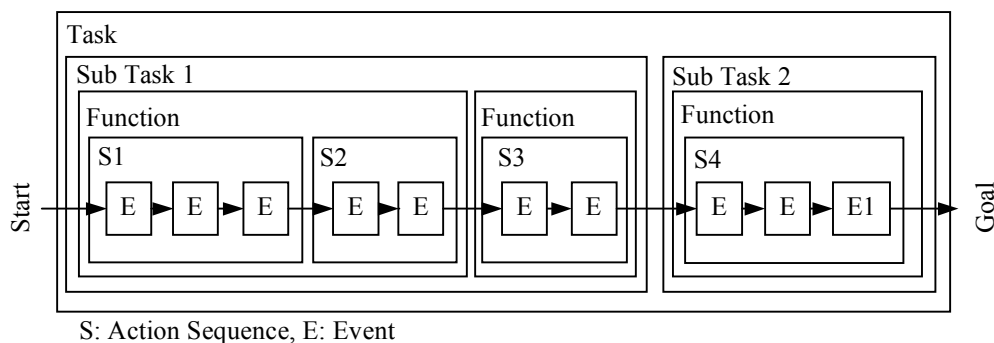 Task
Sub Task 1
Sub Task 2
Function
Function
Function
S1
S2
S3
S4
Start
E
E
E
E
E
E
E
E
E
E1
Goal
S: Action Sequence, E: Event